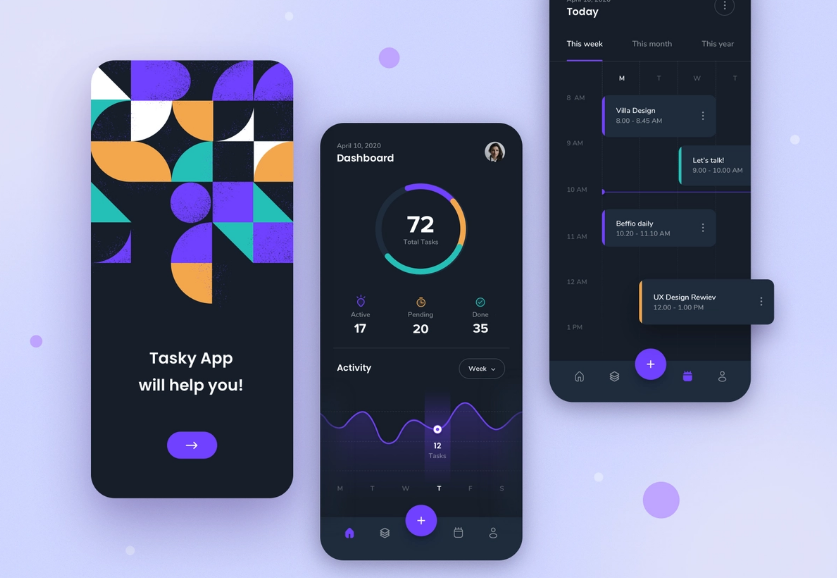 Tasky App
will help you!
April 10, 2020
Dashboard
72
Total Tasks
Active
Pending
Done
17
20
35
Activity
Week
12
Tasks
M T W T F S
April 10, 2020
Today
This week
This month
This year
M T W T
8 AM
Villa Design
8.00 - 8.45 AM
9 AM
Let's talk!
9.00 - 10.00 AM
10 AM
Beffio daily
10.20 - 11.10 AM
11 AM
12 AM
UX Design Rewiev
12.00 - 1.00 PM
1 PM